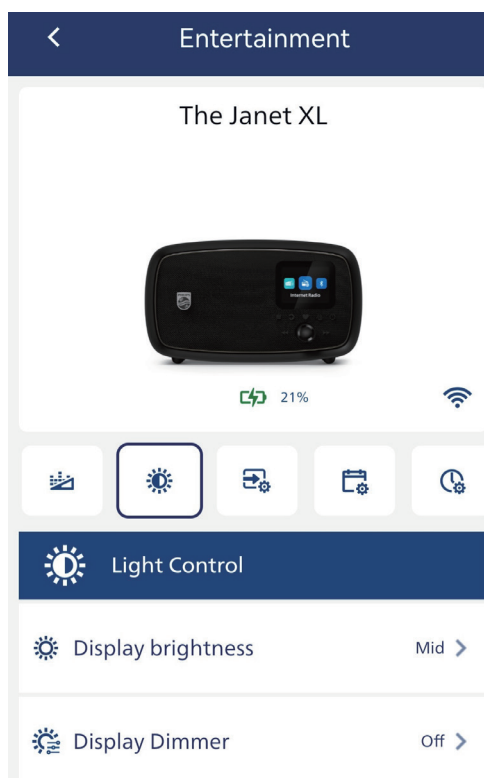 Entertainment
The Janet XL
Internet Radio
21%
Light Control
Display brightness
Mid
Display Dimmer
Off